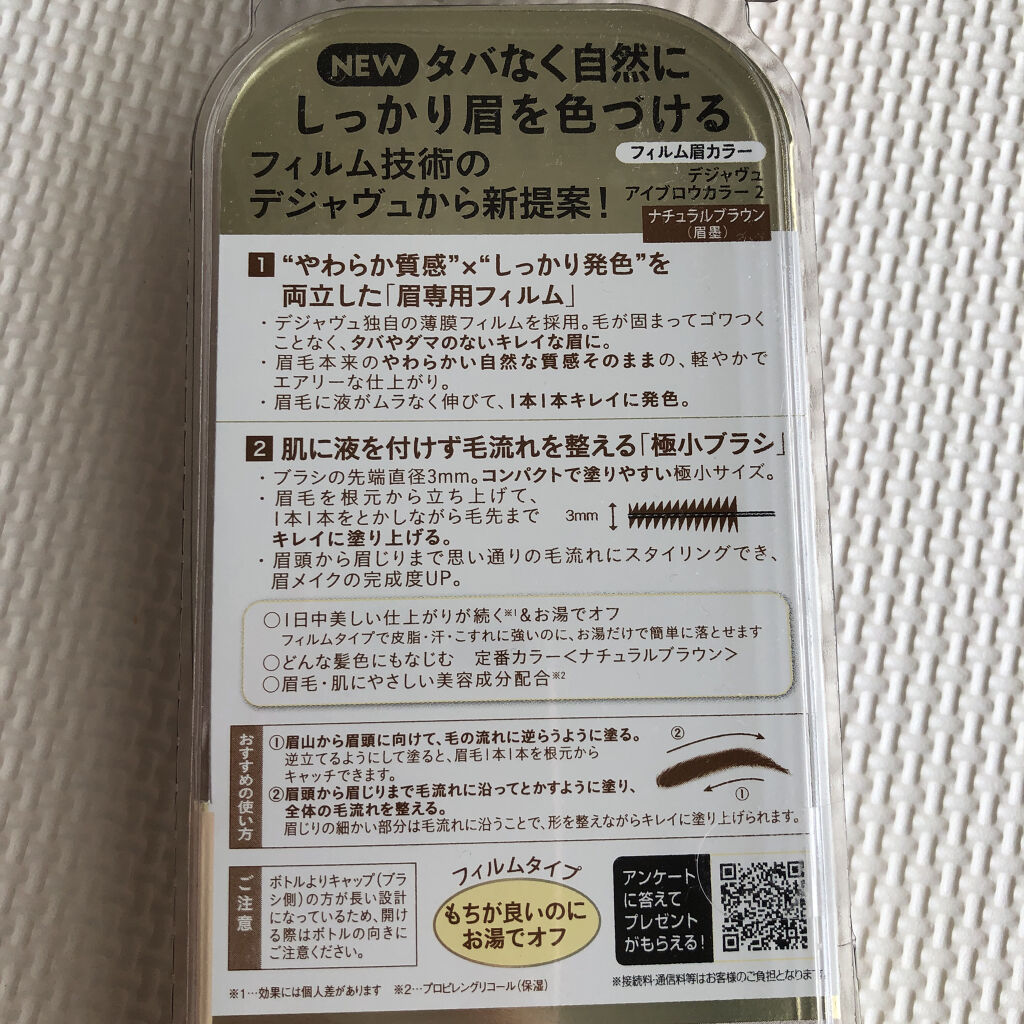 NEW タバなく自然に
しっかり眉を色づける
フィルム技術の
デジャヴュから新提案!
フィルム眉カラー
デジャヴュ
アイブロウカラー 2
ナチュラルブラウン
(眉墨)
1 “やわらか質感”×“しっかり発色”を
両立した「眉専用フィルム」
・デジャヴュ独自の薄膜フィルムを採用。毛が固まってゴワつく
ことなく、タバやダマのないキレイな眉に。
・眉毛本来のやわらかい自然な質感そのままの、軽やかで
エアリーな仕上がり。
・眉毛に液がムラなく伸びて、1本1本キレイに発色。
2 肌に液を付けず毛流れを整える「極小ブラシ」
・ブラシの先端直径3mm。コンパクトで塗りやすい極小サイズ。
・眉毛を根元から立ち上げて、
1本1本をとかしながら毛先まで
キレイに塗り上げる。
3mm
・眉頭から眉じりまで思い通りの毛流れにスタイリングでき、
眉メイクの完成度UP。
○1日中美しい仕上がりが続く※1&お湯でオフ
フィルムタイプで皮脂・汗・こすれに強いのに、お湯だけで簡単に落とせます
○どんな髪色にもなじむ 定番カラー<ナチュラルブラウン>
○眉毛・肌にやさしい美容成分配合※2
おすすめの使い方
①眉山から眉頭に向けて、毛の流れに逆らうように塗る。
逆立てるようにして塗ると、眉毛1本1本を根元から
キャッチできます。
②眉頭から眉じりまで毛流れに沿ってとかすように塗り、
全体の毛流れを整える。
眉じりの細かい部分は毛流れに沿うことで、形を整えながらキレイに塗り上げられます。
②
①
ご注意
ボトルよりキャップ(ブラ
シ側)の方が長い設計
になっているため、開け
る際はボトルの向きに
ご注意ください。
フィルムタイプ
もちが良いのに
お湯でオフ
アンケート
に答えて
プレゼント
がもらえる!
※接続料・通信料等はお客様のご負担となります
※1…効果には個人差があります ※2…プロピレングリコール(保湿)